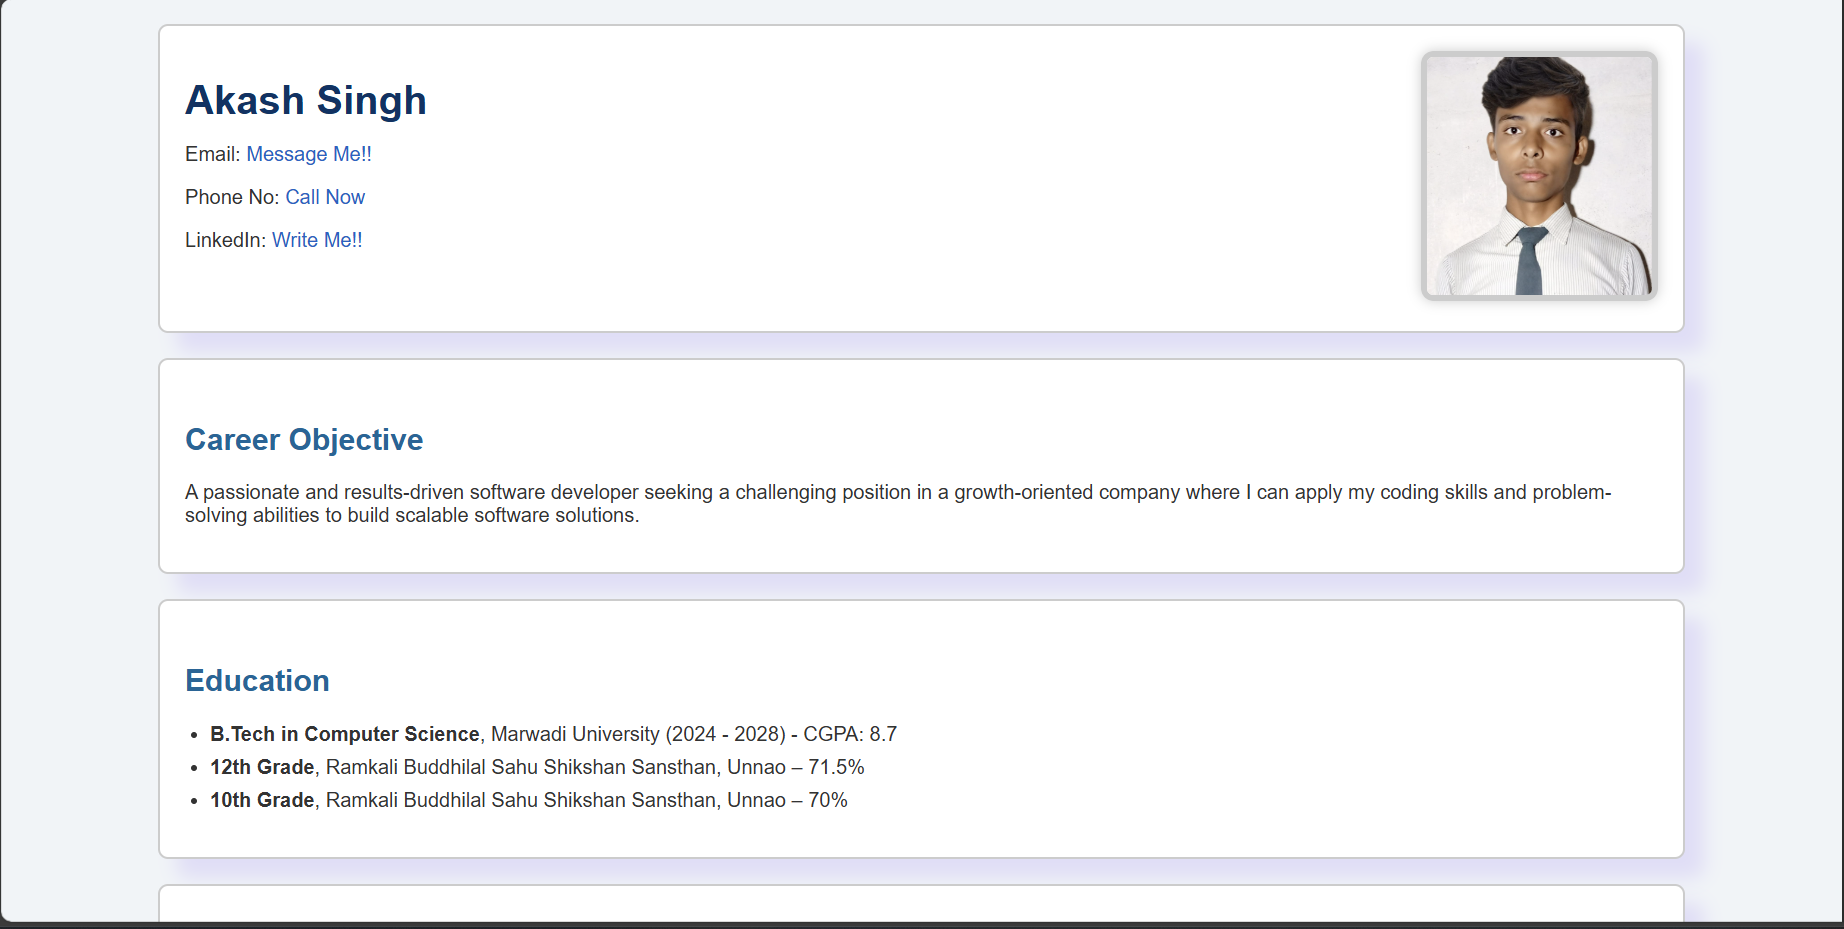 Akash Singh
Email: Message Me!!
Phone No: Call Now
LinkedIn: Write Me!!
Career Objective
A passionate and results-driven software developer seeking a challenging position in a growth-oriented company where I can apply my coding skills and problem-
solving abilities to build scalable software solutions.
Education
• B.Tech in Computer Science, Marwadi University (2024 - 2028) - CGPA: 8.7
• 12th Grade, Ramkali Buddhilal Sahu Shikshan Sansthan, Unnao – 71.5%
• 10th Grade, Ramkali Buddhilal Sahu Shikshan Sansthan, Unnao – 70%